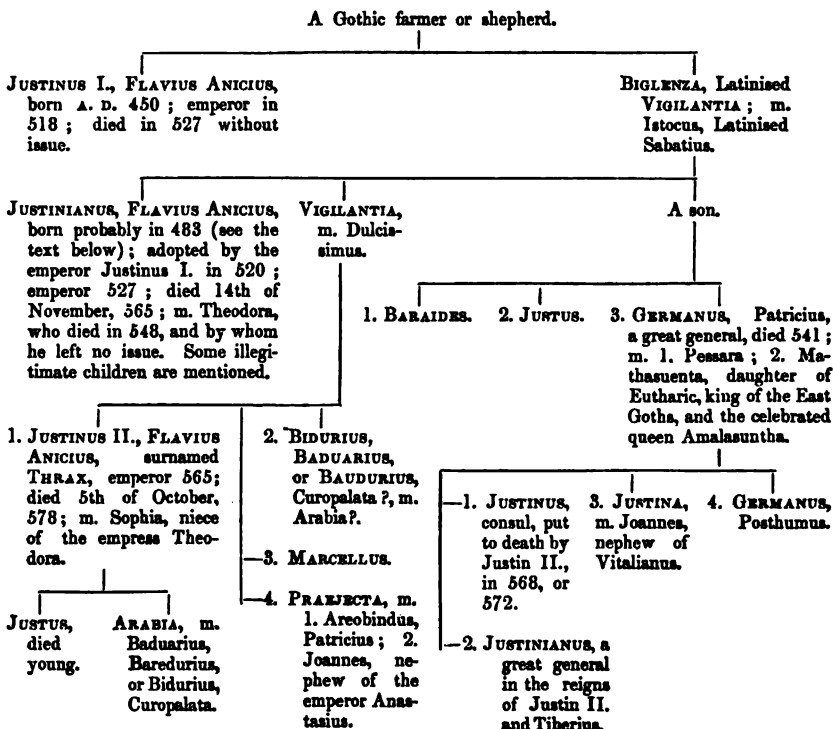 A Gothic farmer or shepherd.
JUSTINUS I., FLAVIUS ANICIUS,
born A. D. 450 ; emperor in
518 ; died in 527 without
issue.
BIGLENZA, Latinised
VIGILANTIA ; m.
Istocus, Latinised
Sabatius.
JUSTINIANUS, FLAVIUS ANICIUS,
born probably in 483 (see the
text below) ; adopted by the
emperor Justinus I. in 520 ;
emperor 527 ; died 14th of
November, 565 ; m. Theodora,
who died in 548, and by whom
he left no issue. Some illegi-
timate children are mentioned.
VIGILANTIA,
m. Dulcis-
simus.
A son.
1. BARAIDES.
2. JUSTUS.
3. GERMANUS, Patricius,
a great general, died 541 ;
m. 1. Pessara ; 2. Ma-
thasuenta, daughter of
Eutharic, king of the East
Goths, and the celebrated
queen Amalasuntha.
1. JUSTINUS II., FLAVIUS
ANICIUS, surnamed
THRAX, emperor 565;
died 5th of October,
578; m. Sophia, niece
of the empress Theo-
dora.
2. BIDURIUS,
BADUARIUS,
or BAUDURIUS,
Curopalata ?, m.
Arabia?.
3. MARCELLUS.
4. PRAEJECTA, m.
1. Areobindus,
Patricius ; 2.
Joannes, ne-
phew of the
emperor Anas-
tasius.
JUSTUS,
died
young.
ARABIA, m.
Baduarius,
Baredurius,
or Bidurius,
Curopalata.
1. JUSTINUS,
consul, put
to death by
Justin II.,
in 568, or
572.
2. JUSTINIANUS, a
great general
in the reigns
of Justin II.
and Tiberius.
3. JUSTINA,
m. Joannes,
nephew of
Vitalianus.
4. GERMANUS,
Posthumus.